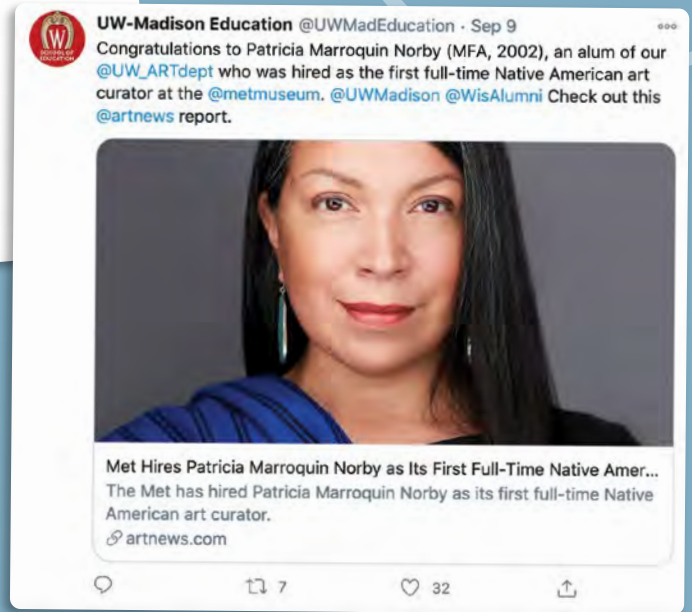 UW-Madison Education @UWMadEducation · Sep 9
Congratulations to Patricia Marroquin Norby (MFA, 2002), an alum of our
@UW_ARTdept who was hired as the first full-time Native American art
curator at the @metmuseum. @UWMadison @WisAlumni Check out this
@artnews report.
W
SCHOOL OF
EDUCATION
Met Hires Patricia Marroquin Norby as Its First Full-Time Native Amer...
The Met has hired Patricia Marroquin Norby as its first full-time Native
American art curator.
artnews.com
7
32